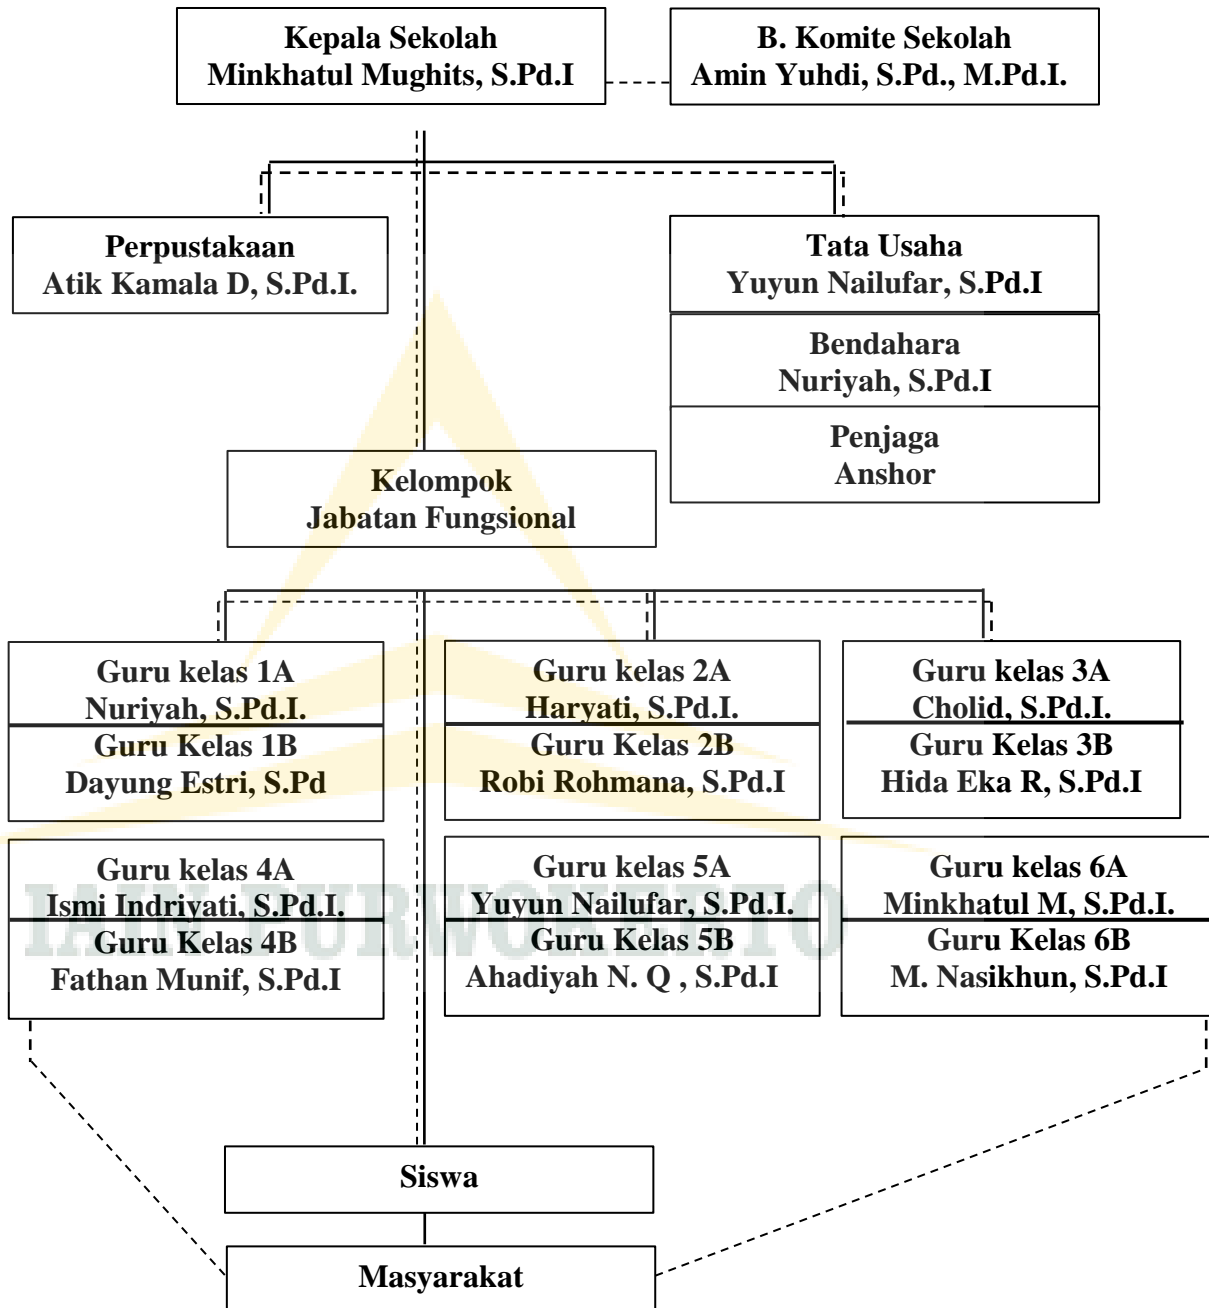 Kepala Sekolah
Minkhatul Mughits, S.Pd.I
B. Komite Sekolah
Amin Yuhdi, S.Pd., M.Pd.I.
Perpustakaan
Atik Kamala D, S.Pd.I.
Tata Usaha
Yuyun Nailufar, S.Pd.I
Bendahara
Nuriyah, S.Pd.I
Penjaga
Anshor
Kelompok
Jabatan Fungsional
Guru kelas 1A
Nuriyah, S.Pd.I.
Guru Kelas 1B
Dayung Estri, S.Pd
Guru kelas 2A
Haryati, S.Pd.I.
Guru Kelas 2B
Robi Rohmana, S.Pd.I
Guru kelas 3A
Cholid, S.Pd.I.
Guru Kelas 3B
Hida Eka R, S.Pd.I
Guru kelas 4A
Ismi Indriyati, S.Pd.I.
Guru Kelas 4B
Fathan Munif, S.Pd.I
Guru kelas 5A
Yuyun Nailufar, S.Pd.I.
Guru Kelas 5B
Ahadiyah N. Q , S.Pd.I
Guru kelas 6A
Minkhatul M, S.Pd.I.
Guru Kelas 6B
M. Nasikhun, S.Pd.I
IAIN PURWOKERTO
Siswa
Masyarakat